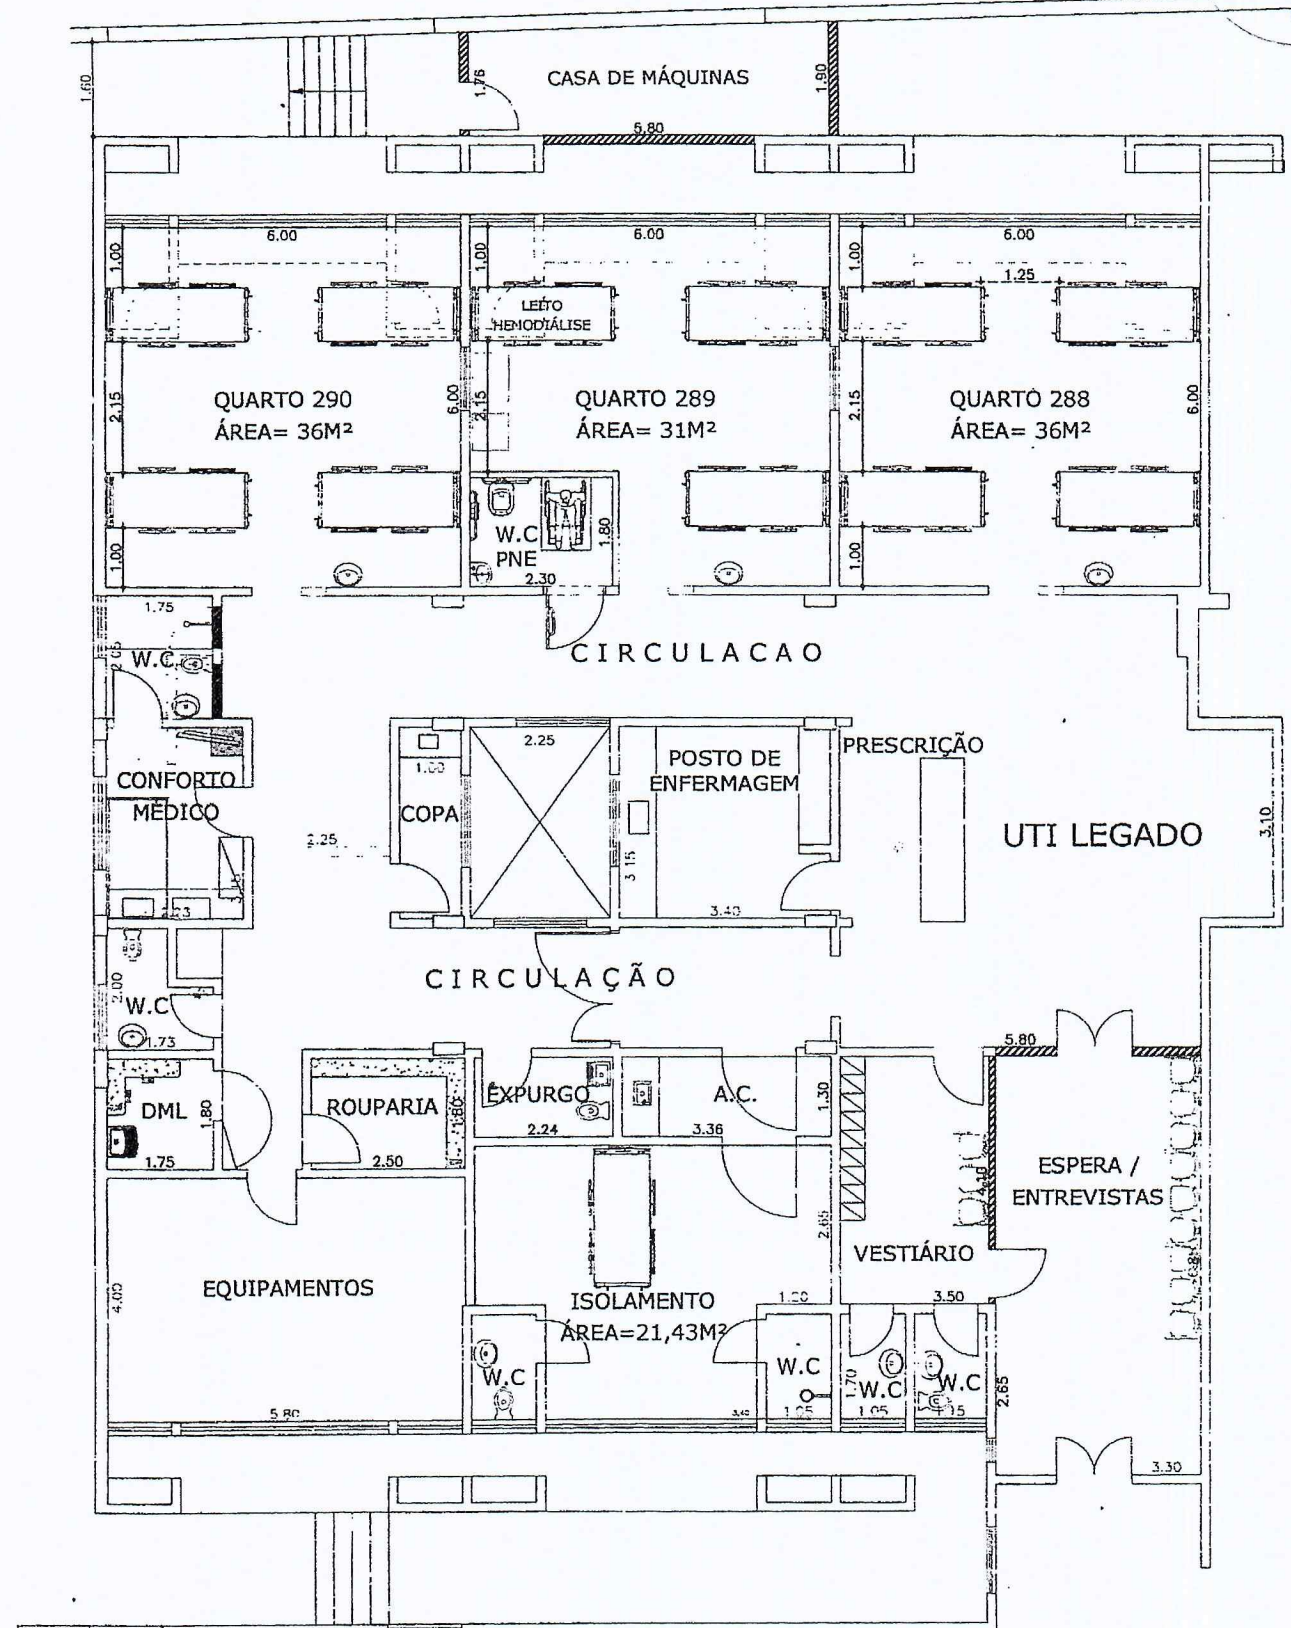 1.60
1.76
CASA DE MÁQUINAS
1.90
5.80
6.00
6.00
6.00
1.00
1.00
1.00
1.25
LEITO
HEMODIÁLISE
2.15
QUARTO 290
ÁREA= 36M²
6.00
2.15
QUARTO 289
ÁREA= 31M²
2.15
QUARTO 288
ÁREA= 36M²
6.00
1.00
W.C
PNE
1.80
2.30
1.00
1.75
W.C
CIRCULACAO
CONFORTO
MÉDICO
2.25
1.00
COPA
2.25
POSTO DE
ENFERMAGEM
3.15
3.40
PRESCRIÇÃO
UTI LEGADO
3.10
2.00
W.C
1.73
CIRCULAÇÃO
5.80
DML
1.80
1.75
ROUPARIA
2.50
EXPURGO
2.24
A.C.
1.30
3.36
ESPERA /
ENTREVISTAS
2.65
VESTIÁRIO
3.50
4.00
EQUIPAMENTOS
5.80
ISOLAMENTO
ÁREA=21,43M²
W.C
W.C
1.05
1.70
W.C
1.05
W.C
2.65
3.30